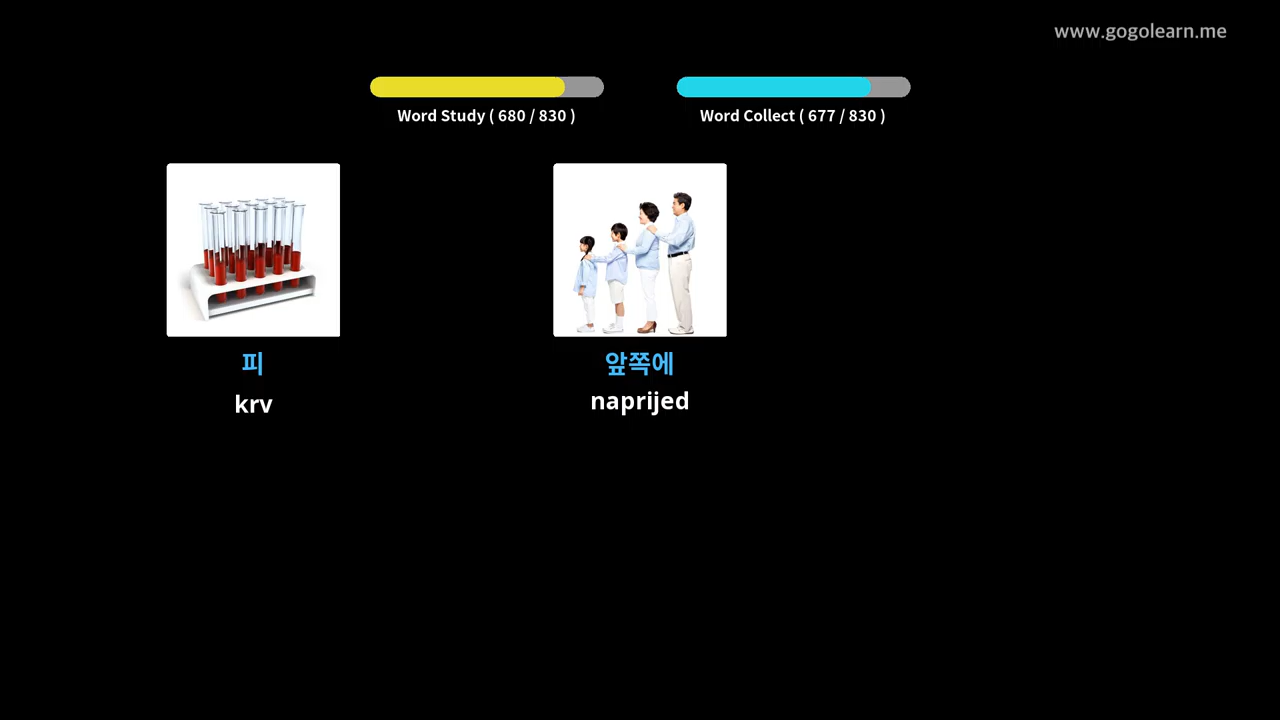 www.gogolearn.me
Word Study ( 680 / 830 )
Word Collect ( 677 / 830 )
피
krv
앞쪽에
naprijed